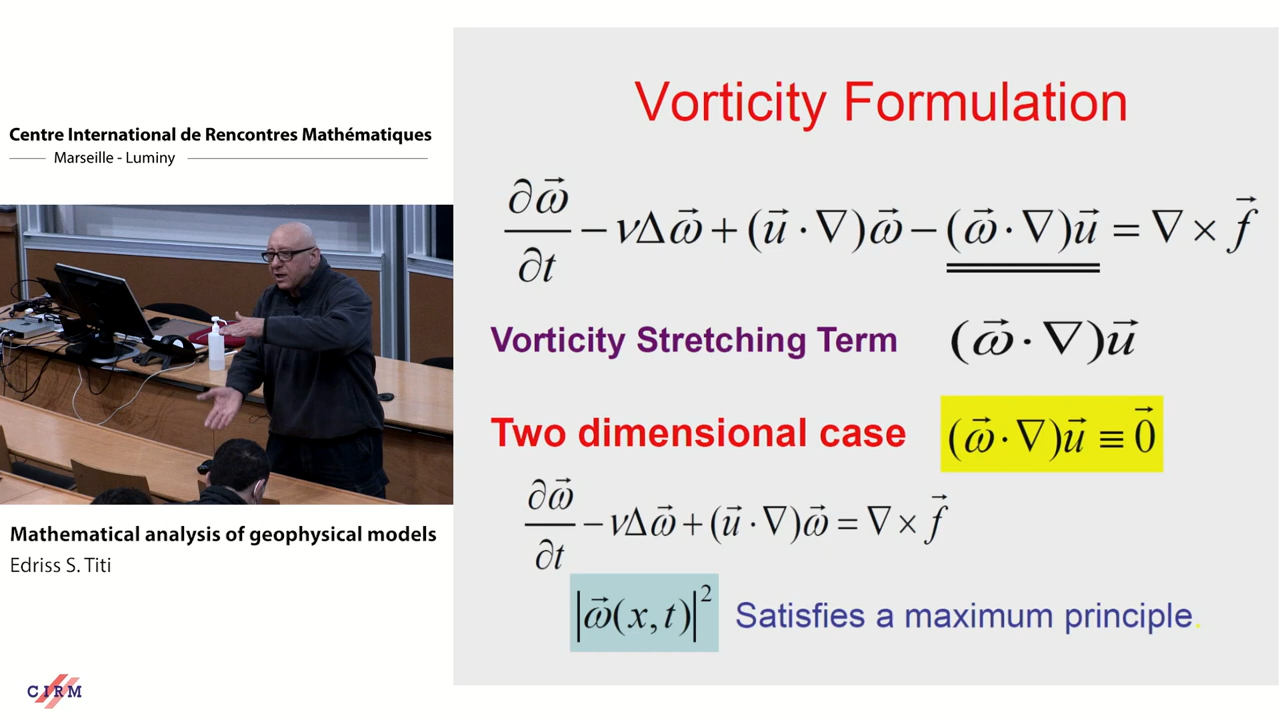 Centre International de Rencontres Mathématiques
Marseille - Luminy
Mathematical analysis of geophysical models
Edriss S. Titi
CIRM
Vorticity Formulation
∂ω⃗/∂t − νΔω⃗ + (u⃗ · ∇)ω⃗ − (ω⃗ · ∇)u⃗ = ∇ × f⃗
Vorticity Stretching Term (ω⃗ · ∇)u⃗
Two dimensional case (ω⃗ · ∇)u⃗ ≡ 0⃗
∂ω⃗/∂t − νΔω⃗ + (u⃗ · ∇)ω⃗ = ∇ × f⃗
|ω⃗(x,t)|² Satisfies a maximum principle.